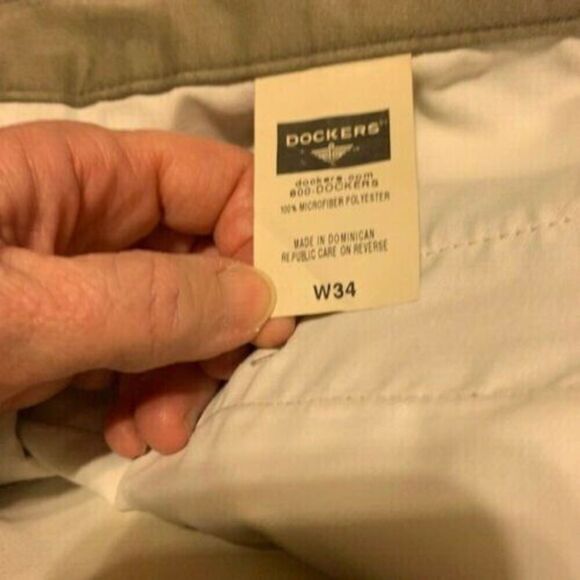 DOCKERS
dockers.com
800-DOCKERS
100% MICROFIBER POLYESTER
MADE IN DOMINICAN
REPUBLIC CARE ON REVERSE
W34